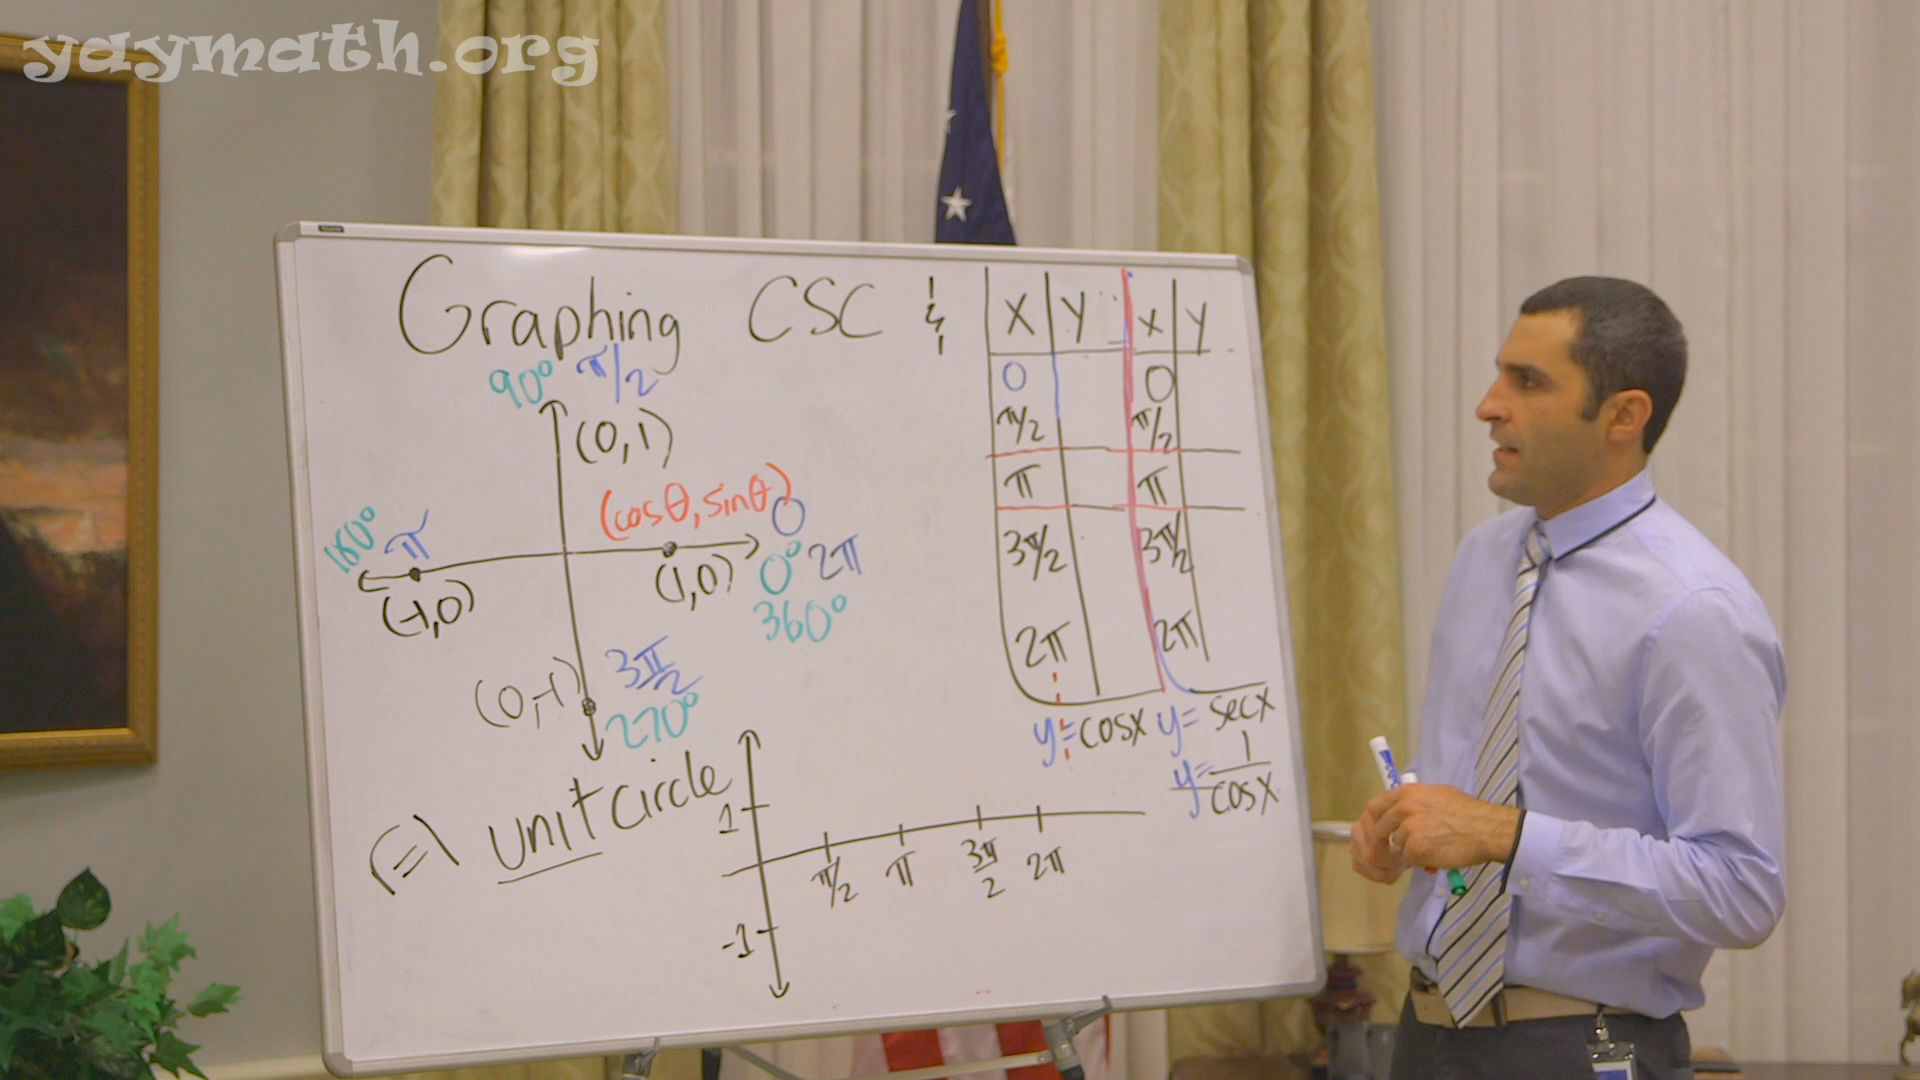 yaymath.org
Graphing CSC &
90° π/2
(0,1)
(cosθ, sinθ)
180° π
0
(-1,0)
(1,0)
0° 2π
360°
(0,-1)
3π/2
270°
r=1 unit circle
X Y X Y
0 0
π/2 π/2
π π
3π/2 3π/2
2π 2π
y=cosx y=secx
y=1/cosx
1
π/2 π 3π/2 2π
-1